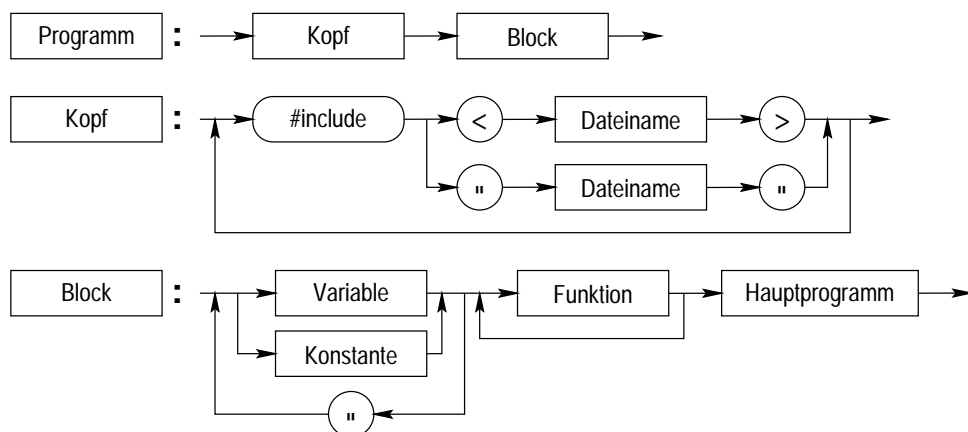 Programm : Kopf Block
Kopf : #include < Dateiname >
" Dateiname "
Block : Variable Funktion Hauptprogramm
Konstante
"